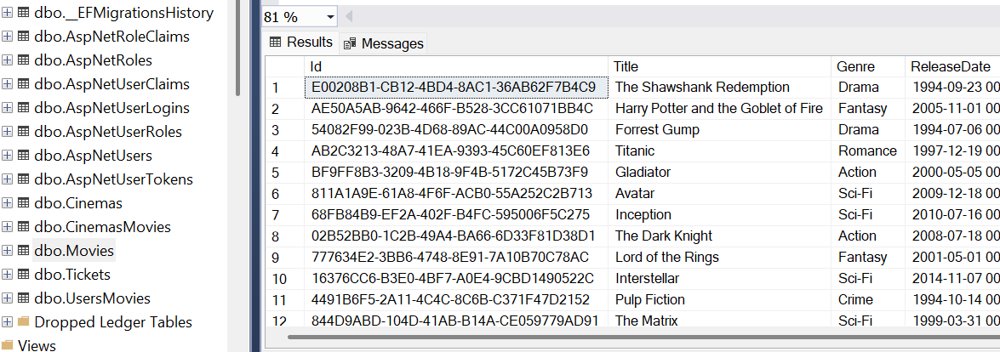 dbo.__EFMigrationsHistory
dbo.AspNetRoleClaims
dbo.AspNetRoles
dbo.AspNetUserClaims
dbo.AspNetUserLogins
dbo.AspNetUserRoles
dbo.AspNetUsers
dbo.AspNetUserTokens
dbo.Cinemas
dbo.CinemasMovies
dbo.Movies
dbo.Tickets
dbo.UsersMovies
Dropped Ledger Tables
Views
81 %
Results Messages
Id Title Genre ReleaseDate
1 E00208B1-CB12-4BD4-8AC1-36AB62F7B4C9 The Shawshank Redemption Drama 1994-09-23 00
2 AE50A5AB-9642-466F-B528-3CC61071BB4C Harry Potter and the Goblet of Fire Fantasy 2005-11-01 00
3 54082F99-023B-4D68-89AC-44C00A0958D0 Forrest Gump Drama 1994-07-06 00
4 AB2C3213-48A7-41EA-9393-45C60EF813E6 Titanic Romance 1997-12-19 00
5 BF9FF8B3-3209-4B18-9F4B-5172C45B73F9 Gladiator Action 2000-05-05 00
6 811A1A9E-61A8-4F6F-ACB0-55A252C2B713 Avatar Sci-Fi 2009-12-18 00
7 68FB84B9-EF2A-402F-B4FC-595006F5C275 Inception Sci-Fi 2010-07-16 00
8 02B52BB0-1C2B-49A4-BA66-6D33F81D38D1 The Dark Knight Action 2008-07-18 00
9 777634E2-3BB6-4748-8E91-7A10B70C78AC Lord of the Rings Fantasy 2001-05-01 00
10 16376CC6-B3E0-4BF7-A0E4-9CBD1490522C Interstellar Sci-Fi 2014-11-07 00
11 4491B6F5-2A11-4C4C-8C6B-C371F47D2152 Pulp Fiction Crime 1994-10-14 00
12 844D9ABD-104D-41AB-B14A-CE059779AD91 The Matrix Sci-Fi 1999-03-31 00